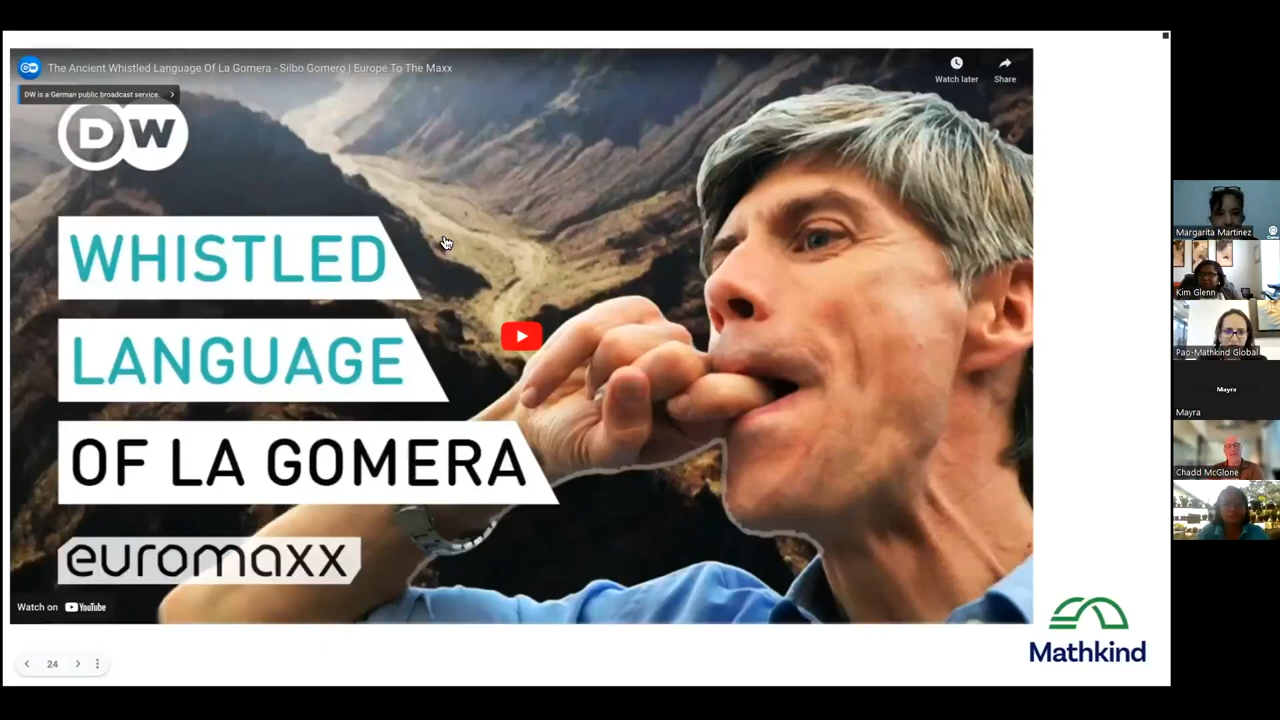 The Ancient Whistled Language Of La Gomera - Silbo Gomero | Europe To The Maxx
Watch later
Share
DW is a German public broadcast service.
DW
WHISTLED
LANGUAGE
OF LA GOMERA
euromaxx
Watch on YouTube
24
Mathkind
Margarita Martinez
Kim Glenn
Pao-Mathkind Global
Mayra
Mayra
Chadd McGlone